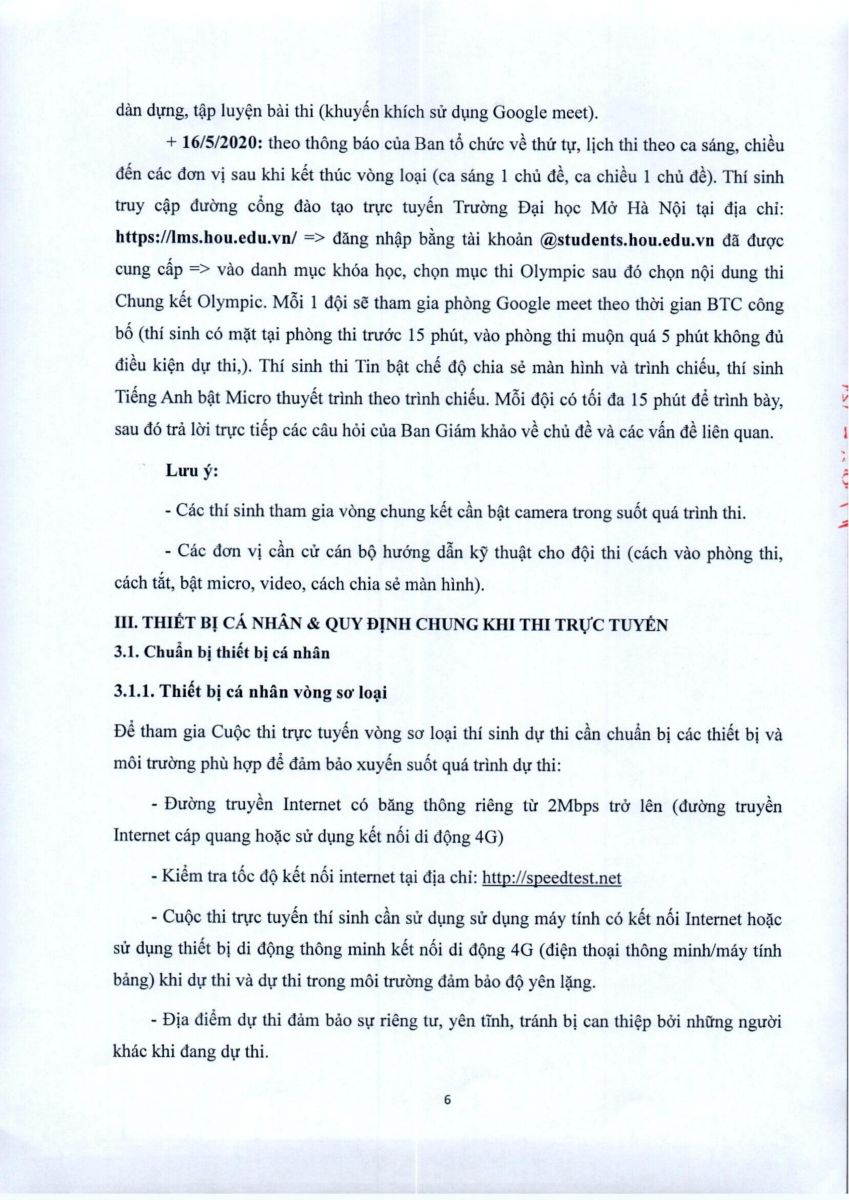 dàn dựng, tập luyện bài thi (khuyến khích sử dụng Google meet).
+ 16/5/2020: theo thông báo của Ban tổ chức về thứ tự, lịch thi theo ca sáng, chiều
đến các đơn vị sau khi kết thúc vòng loại (ca sáng 1 chủ đề, ca chiều 1 chủ đề). Thí sinh
truy cập đường cổng đào tạo trực tuyến Trường Đại học Mở Hà Nội tại địa chỉ:
https://lms.hou.edu.vn/ => đăng nhập bằng tài khoản @students.hou.edu.vn đã được
cung cấp => vào danh mục khóa học, chọn mục thi Olympic sau đó chọn nội dung thi
Chung kết Olympic. Mỗi 1 đội sẽ tham gia phòng Google meet theo thời gian BTC công
bố (thí sinh có mặt tại phòng thi trước 15 phút, vào phòng thi muộn quá 5 phút không đủ
điều kiện dự thi,). Thí sinh thi Tin bật chế độ chia sẻ màn hình và trình chiếu, thí sinh
Tiếng Anh bật Micro thuyết trình theo trình chiếu. Mỗi đội có tối đa 15 phút để trình bày,
sau đó trả lời trực tiếp các câu hỏi của Ban Giám khảo về chủ đề và các vấn đề liên quan.
Lưu ý:
- Các thí sinh tham gia vòng chung kết cần bật camera trong suốt quá trình thi.
- Các đơn vị cần cử cán bộ hướng dẫn kỹ thuật cho đội thi (cách vào phòng thi,
cách tắt, bật micro, video, cách chia sẻ màn hình).
III. THIẾT BỊ CÁ NHÂN & QUY ĐỊNH CHUNG KHI THI TRỰC TUYẾN
3.1. Chuẩn bị thiết bị cá nhân
3.1.1. Thiết bị cá nhân vòng sơ loại
Để tham gia Cuộc thi trực tuyến vòng sơ loại thí sinh dự thi cần chuẩn bị các thiết bị và
môi trường phù hợp để đảm bảo xuyến suốt quá trình dự thi:
- Đường truyền Internet có băng thông riêng từ 2Mbps trở lên (đường truyền
Internet cáp quang hoặc sử dụng kết nối di động 4G)
- Kiểm tra tốc độ kết nối internet tại địa chỉ: http://speedtest.net
- Cuộc thi trực tuyến thí sinh cần sử dụng sử dụng máy tính có kết nối Internet hoặc
sử dụng thiết bị di động thông minh kết nối di động 4G (điện thoại thông minh/máy tính
bảng) khi dự thi và dự thi trong môi trường đảm bảo độ yên lặng.
- Địa điểm dự thi đảm bảo sự riêng tư, yên tĩnh, tránh bị can thiệp bởi những người
khác khi đang dự thi.
6